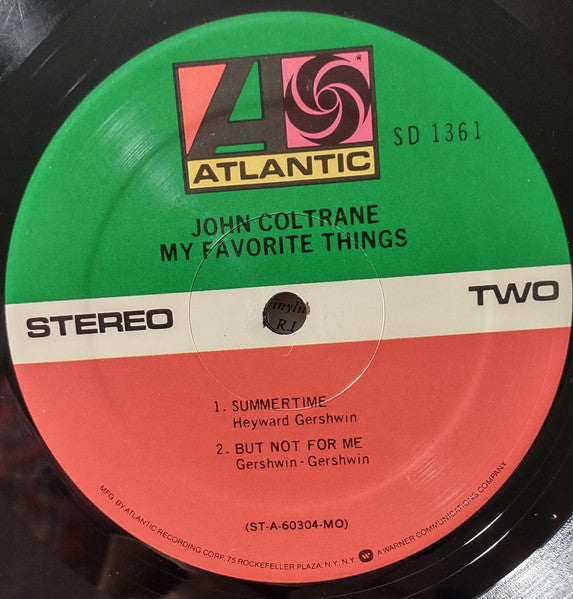 ATLANTIC
SD 1361
JOHN COLTRANE
MY FAVORITE THINGS
STEREO
TWO
R.I
1. SUMMERTIME
Heyward Gershwin
2. BUT NOT FOR ME
Gershwin - Gershwin
(ST-A-60304-MO)
MFG. BY ATLANTIC RECORDING CORP. 75 ROCKEFELLER PLAZA, N.Y., N.Y. A WARNER COMMUNICATIONS COMPANY